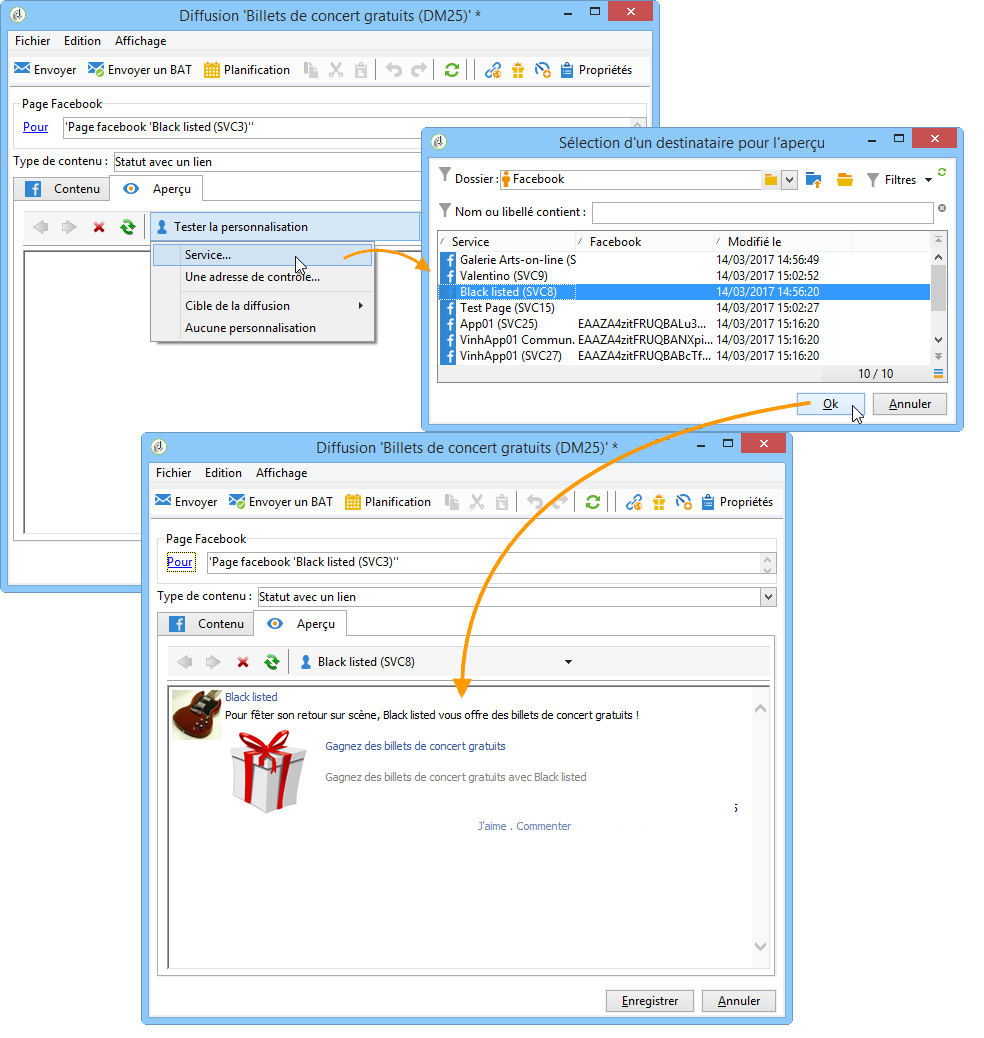 Diffusion 'Billets de concert gratuits (DM25)' *
Fichier Edition Affichage
Envoyer Envoyer un BAT Planification Propriétés
Page Facebook
Pour 'Page facebook 'Black listed (SVC3)''
Type de contenu : Statut avec un lien
Contenu Aperçu
Tester la personnalisation
Service...
Une adresse de contrôle...
Cible de la diffusion
Aucune personnalisation
Sélection d'un destinataire pour l'aperçu
Dossier : Facebook Filtres
Nom ou libellé contient :
Service Facebook Modifié le
Galerie Arts-on-line (S 14/03/2017 14:56:49
Valentino (SVC9) 14/03/2017 15:02:52
Black listed (SVC8) 14/03/2017 14:56:20
Test Page (SVC15) 14/03/2017 15:02:27
App01 (SVC25) EAAZA4zitFRUQBALu3... 14/03/2017 15:16:20
VinhApp01 Commun. EAAZA4zitFRUQBANXpi... 14/03/2017 15:16:20
VinhApp01 (SVC27) EAAZA4zitFRUQBABcTf... 14/03/2017 15:16:20
10 / 10
Ok Annuler
Diffusion 'Billets de concert gratuits (DM25)' *
Fichier Edition Affichage
Envoyer Envoyer un BAT Planification Propriétés
Page Facebook
Pour 'Page facebook 'Black listed (SVC3)''
Type de contenu : Statut avec un lien
Contenu Aperçu
Black listed (SVC8)
Black listed
Pour fêter son retour sur scène, Black listed vous offre des billets de concert gratuits !
Gagnez des billets de concert gratuits
Gagnez des billets de concert gratuits avec Black listed
J'aime . Commenter
Enregistrer Annuler